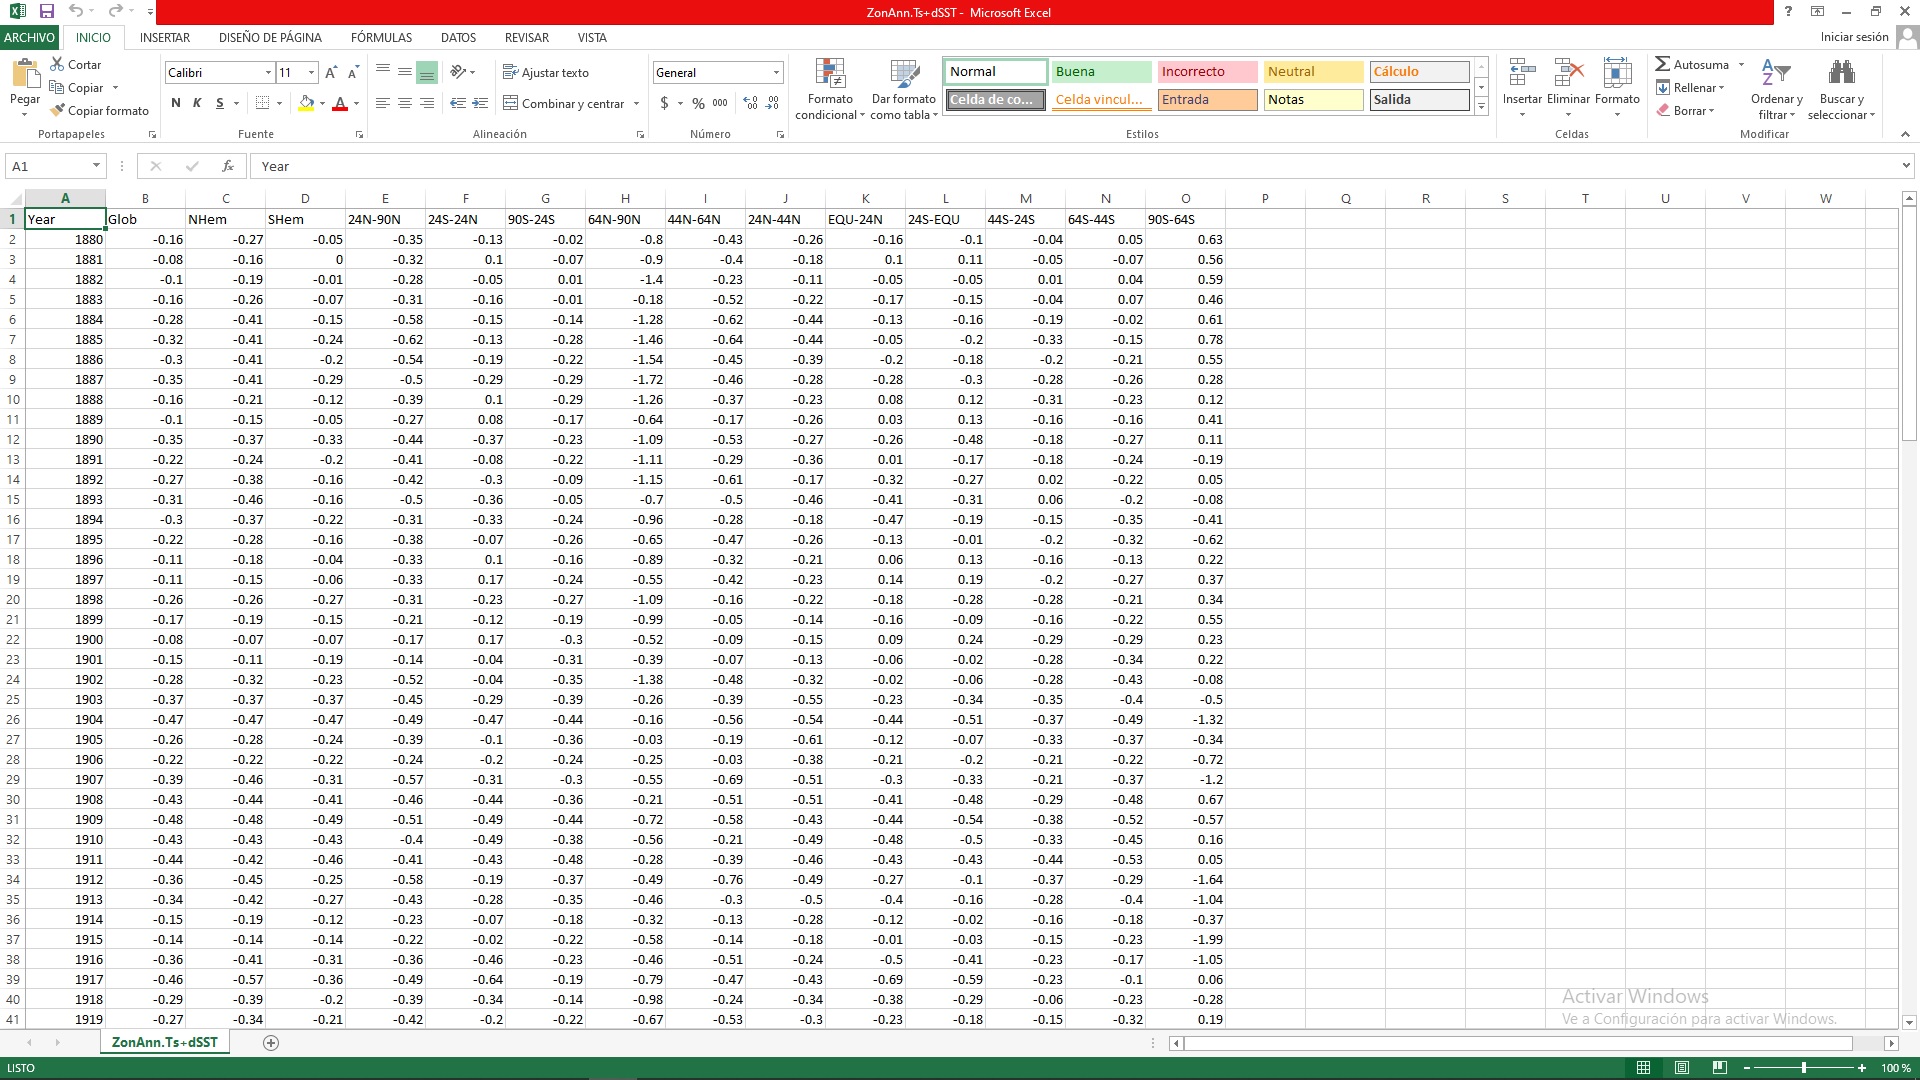 ZonAnn.Ts+dSST - Microsoft Excel
ARCHIVO INICIO INSERTAR DISEÑO DE PÁGINA FÓRMULAS DATOS REVISAR VISTA Iniciar sesión
Pegar Cortar Copiar Copiar formato Calibri 11 N K S Ajustar texto Combinar y centrar General $ % 000 Formato condicional Dar formato como tabla Normal Buena Incorrecto Neutral Cálculo Celda de co... Celda vincul... Entrada Notas Salida Insertar Eliminar Formato Autosuma Rellenar Borrar Ordenar y filtrar Buscar y seleccionar
Portapapeles Fuente Alineación Número Estilos Celdas Modificar
A1 fx Year
A B C D E F G H I J K L M N O P Q R S T U V W
1 Year Glob NHem SHem 24N-90N 24S-24N 90S-24S 64N-90N 44N-64N 24N-44N EQU-24N 24S-EQU 44S-24S 64S-44S 90S-64S
2 1880 -0.16 -0.27 -0.05 -0.35 -0.13 -0.02 -0.8 -0.43 -0.26 -0.16 -0.1 -0.04 0.05 0.63
3 1881 -0.08 -0.16 0 -0.32 0.1 -0.07 -0.9 -0.4 -0.18 0.1 0.11 -0.05 -0.07 0.56
4 1882 -0.1 -0.19 -0.01 -0.28 -0.05 0.01 -1.4 -0.23 -0.11 -0.05 -0.05 0.01 0.04 0.59
5 1883 -0.16 -0.26 -0.07 -0.31 -0.16 -0.01 -0.18 -0.52 -0.22 -0.17 -0.15 -0.04 0.07 0.46
6 1884 -0.28 -0.41 -0.15 -0.58 -0.15 -0.14 -1.28 -0.62 -0.44 -0.13 -0.16 -0.19 -0.02 0.61
7 1885 -0.32 -0.41 -0.24 -0.62 -0.13 -0.28 -1.46 -0.64 -0.44 -0.05 -0.2 -0.33 -0.15 0.78
8 1886 -0.3 -0.41 -0.2 -0.54 -0.19 -0.22 -1.54 -0.45 -0.39 -0.2 -0.18 -0.2 -0.21 0.55
9 1887 -0.35 -0.41 -0.29 -0.5 -0.29 -0.29 -1.72 -0.46 -0.28 -0.28 -0.3 -0.28 -0.26 0.28
10 1888 -0.16 -0.21 -0.12 -0.39 0.1 -0.29 -1.26 -0.37 -0.23 0.08 0.12 -0.31 -0.23 0.12
11 1889 -0.1 -0.15 -0.05 -0.27 0.08 -0.17 -0.64 -0.17 -0.26 0.03 0.13 -0.16 -0.16 0.41
12 1890 -0.35 -0.37 -0.33 -0.44 -0.37 -0.23 -1.09 -0.53 -0.27 -0.26 -0.48 -0.18 -0.27 0.11
13 1891 -0.22 -0.24 -0.2 -0.41 -0.08 -0.22 -1.11 -0.29 -0.36 0.01 -0.17 -0.18 -0.24 -0.19
14 1892 -0.27 -0.38 -0.16 -0.42 -0.3 -0.09 -1.15 -0.61 -0.17 -0.32 -0.27 0.02 -0.22 0.05
15 1893 -0.31 -0.46 -0.16 -0.5 -0.36 -0.05 -0.7 -0.5 -0.46 -0.41 -0.31 0.06 -0.2 -0.08
16 1894 -0.3 -0.37 -0.22 -0.31 -0.33 -0.24 -0.96 -0.28 -0.18 -0.47 -0.19 -0.15 -0.35 -0.41
17 1895 -0.22 -0.28 -0.16 -0.38 -0.07 -0.26 -0.65 -0.47 -0.26 -0.13 -0.01 -0.2 -0.32 -0.62
18 1896 -0.11 -0.18 -0.04 -0.33 0.1 -0.16 -0.89 -0.32 -0.21 0.06 0.13 -0.16 -0.13 0.22
19 1897 -0.11 -0.15 -0.06 -0.33 0.17 -0.24 -0.55 -0.42 -0.23 0.14 0.19 -0.2 -0.27 0.37
20 1898 -0.26 -0.26 -0.27 -0.31 -0.23 -0.27 -1.09 -0.16 -0.22 -0.18 -0.28 -0.28 -0.21 0.34
21 1899 -0.17 -0.19 -0.15 -0.21 -0.12 -0.19 -0.99 -0.05 -0.14 -0.16 -0.09 -0.16 -0.22 0.55
22 1900 -0.08 -0.07 -0.07 -0.17 0.17 -0.3 -0.52 -0.09 -0.15 0.09 0.24 -0.29 -0.29 0.23
23 1901 -0.15 -0.11 -0.19 -0.14 -0.04 -0.31 -0.39 -0.07 -0.13 -0.06 -0.02 -0.28 -0.34 0.22
24 1902 -0.28 -0.32 -0.23 -0.52 -0.04 -0.35 -1.38 -0.48 -0.32 -0.02 -0.06 -0.28 -0.43 -0.08
25 1903 -0.37 -0.37 -0.37 -0.45 -0.29 -0.39 -0.26 -0.39 -0.55 -0.23 -0.34 -0.35 -0.4 -0.5
26 1904 -0.47 -0.47 -0.47 -0.49 -0.47 -0.44 -0.16 -0.56 -0.54 -0.44 -0.51 -0.37 -0.49 -1.32
27 1905 -0.26 -0.28 -0.24 -0.39 -0.1 -0.36 -0.03 -0.19 -0.61 -0.12 -0.07 -0.33 -0.37 -0.34
28 1906 -0.22 -0.22 -0.22 -0.24 -0.2 -0.24 -0.25 -0.03 -0.38 -0.21 -0.2 -0.21 -0.22 -0.72
29 1907 -0.39 -0.46 -0.31 -0.57 -0.31 -0.3 -0.55 -0.69 -0.51 -0.3 -0.33 -0.21 -0.37 -1.2
30 1908 -0.43 -0.44 -0.41 -0.46 -0.44 -0.36 -0.21 -0.51 -0.51 -0.41 -0.48 -0.29 -0.48 0.67
31 1909 -0.48 -0.48 -0.49 -0.51 -0.49 -0.44 -0.72 -0.58 -0.43 -0.44 -0.54 -0.38 -0.52 -0.57
32 1910 -0.43 -0.43 -0.43 -0.4 -0.49 -0.38 -0.56 -0.21 -0.49 -0.48 -0.5 -0.33 -0.45 0.16
33 1911 -0.44 -0.42 -0.46 -0.41 -0.43 -0.48 -0.28 -0.39 -0.46 -0.43 -0.43 -0.44 -0.53 0.05
34 1912 -0.36 -0.45 -0.25 -0.58 -0.19 -0.37 -0.49 -0.76 -0.49 -0.27 -0.1 -0.37 -0.29 -1.64
35 1913 -0.34 -0.42 -0.27 -0.43 -0.28 -0.35 -0.46 -0.3 -0.5 -0.4 -0.16 -0.28 -0.4 -1.04
36 1914 -0.15 -0.19 -0.12 -0.23 -0.07 -0.18 -0.32 -0.13 -0.28 -0.12 -0.02 -0.16 -0.18 -0.37
37 1915 -0.14 -0.14 -0.14 -0.22 -0.02 -0.22 -0.58 -0.14 -0.18 -0.01 -0.03 -0.15 -0.23 -1.99
38 1916 -0.36 -0.41 -0.31 -0.36 -0.46 -0.23 -0.46 -0.51 -0.24 -0.5 -0.41 -0.23 -0.17 -1.05
39 1917 -0.46 -0.57 -0.36 -0.49 -0.64 -0.19 -0.79 -0.47 -0.43 -0.69 -0.59 -0.23 -0.1 0.06
40 1918 -0.29 -0.39 -0.2 -0.39 -0.34 -0.14 -0.98 -0.24 -0.34 -0.38 -0.29 -0.06 -0.23 -0.28
41 1919 -0.27 -0.34 -0.21 -0.42 -0.2 -0.22 -0.67 -0.53 -0.3 -0.23 -0.18 -0.15 -0.32 0.19
Activar Windows
Ve a Configuración para activar Windows.
ZonAnn.Ts+dSST
LISTO 100 %